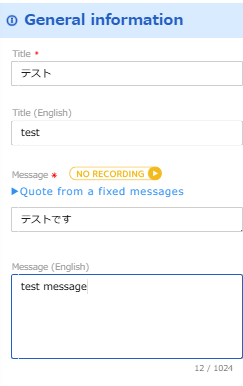 General information
Title *
テスト
Title (English)
test
Message * NO RECORDING
Quote from a fixed messages
テストです
Message (English)
test message
12 / 1024